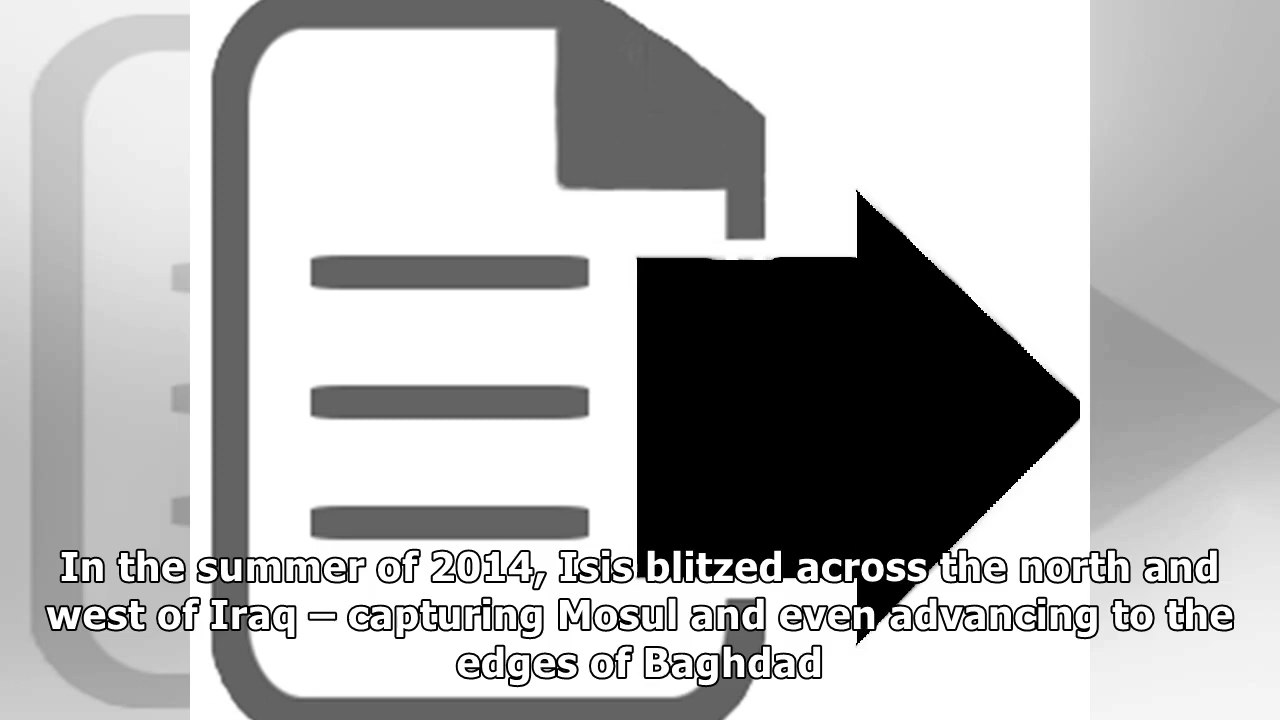 In the summer of 2014, Isis blitzed across the north and
west of Iraq – capturing Mosul and even advancing to the
edges of Baghdad